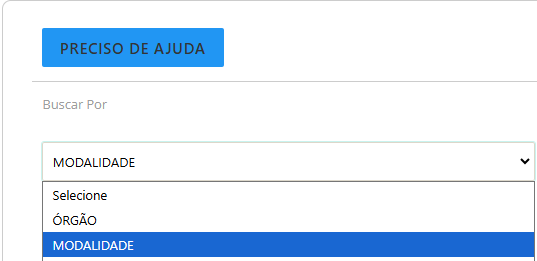 PRECISO DE AJUDA
Buscar Por
MODALIDADE
Selecione
ÓRGÃO
MODALIDADE